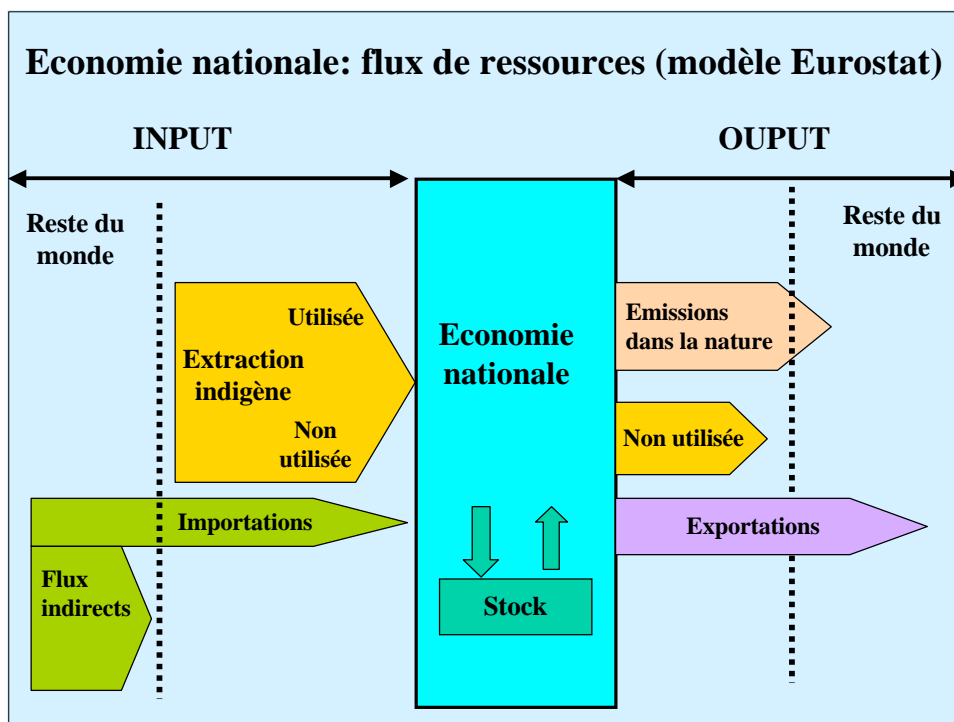 Economie nationale: flux de ressources (modèle Eurostat)
INPUT
OUPUT
Reste du
monde
Reste du
monde
Utilisée
Extraction
indigène
Non
utilisée
Importations
Flux
indirects
Economie
nationale
Stock
Emissions
dans la nature
Non utilisée
Exportations